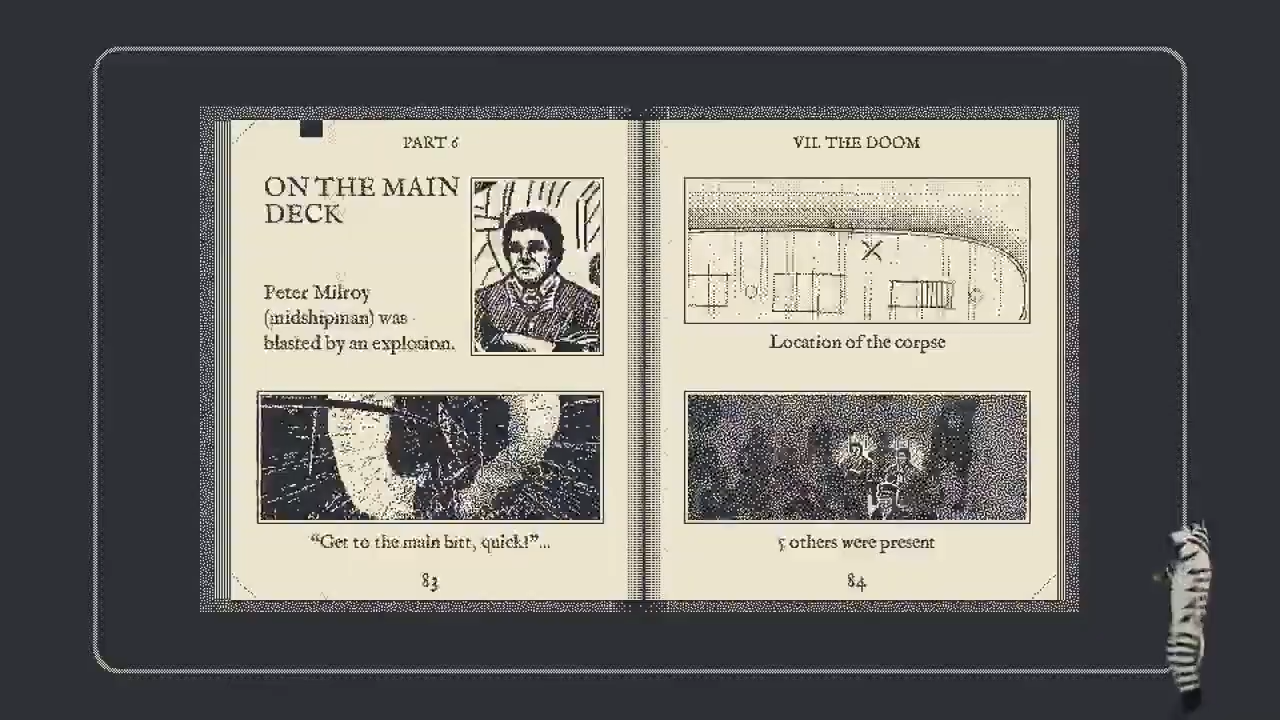 PART 6
ON THE MAIN
DECK
Peter Milroy
(midshipman) was
blasted by an explosion.
"Get to the main bitt, quick!"...
83
VII. THE DOOM
Location of the corpse
5 others were present
84